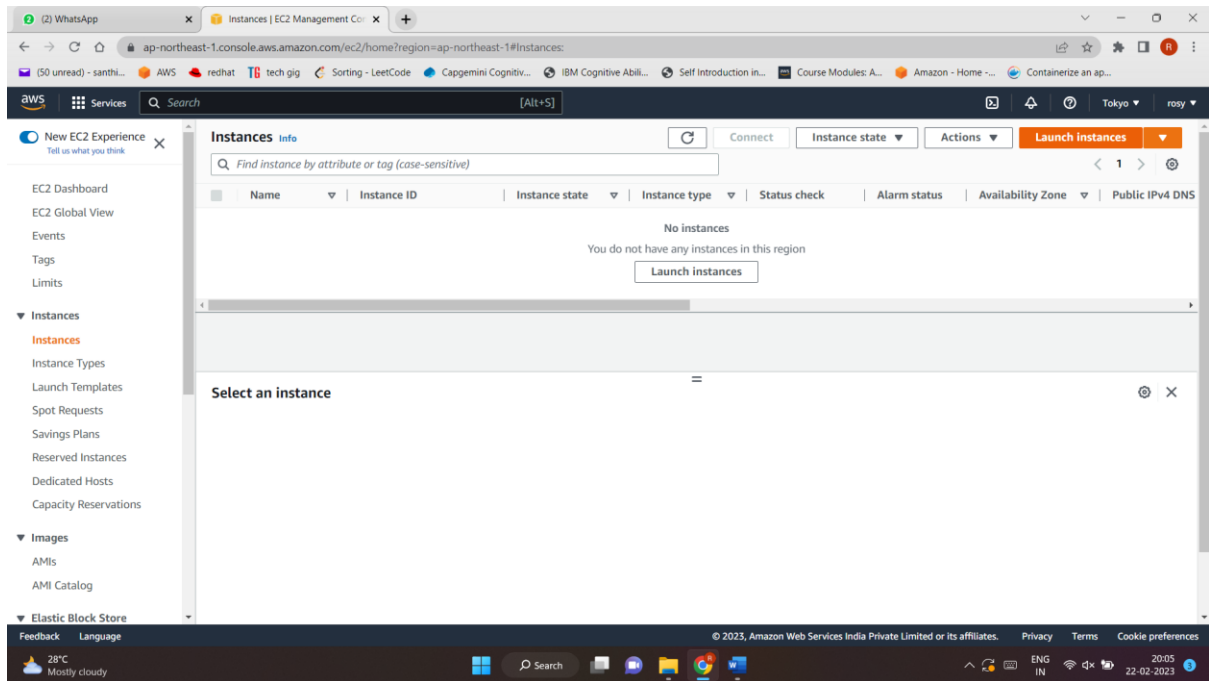 (2) WhatsApp
Instances | EC2 Management Con
ap-northeast-1.console.aws.amazon.com/ec2/home?region=ap-northeast-1#Instances:
R
(50 unread) - santhi... AWS redhat TG tech gig Sorting - LeetCode Capgemini Cognitiv... IBM Cognitive Abili... Self Introduction in... Course Modules: A... Amazon - Home -... Containerize an ap...
aws Services Search [Alt+S] Tokyo rosy
New EC2 Experience
Tell us what you think
EC2 Dashboard
EC2 Global View
Events
Tags
Limits
Instances
Instances
Instance Types
Launch Templates
Spot Requests
Savings Plans
Reserved Instances
Dedicated Hosts
Capacity Reservations
Images
AMIs
AMI Catalog
Elastic Block Store
Instances Info Connect Instance state Actions Launch instances
Find instance by attribute or tag (case-sensitive) 1
Name Instance ID Instance state Instance type Status check Alarm status Availability Zone Public IPv4 DNS
No instances
You do not have any instances in this region
Launch instances
Select an instance
Feedback Language © 2023, Amazon Web Services India Private Limited or its affiliates. Privacy Terms Cookie preferences
28°C
Mostly cloudy
Search
ENG
IN
20:05
22-02-2023
3